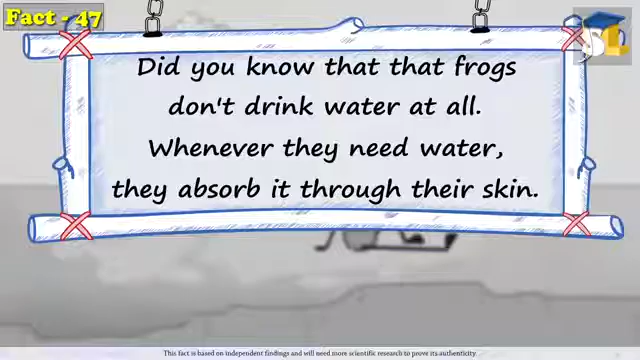 Fact - 47
SL
Did you know that that frogs
don't drink water at all.
Whenever they need water,
they absorb it through their skin.
This fact is based on independent findings and will need more scientific research to prove its authenticity.